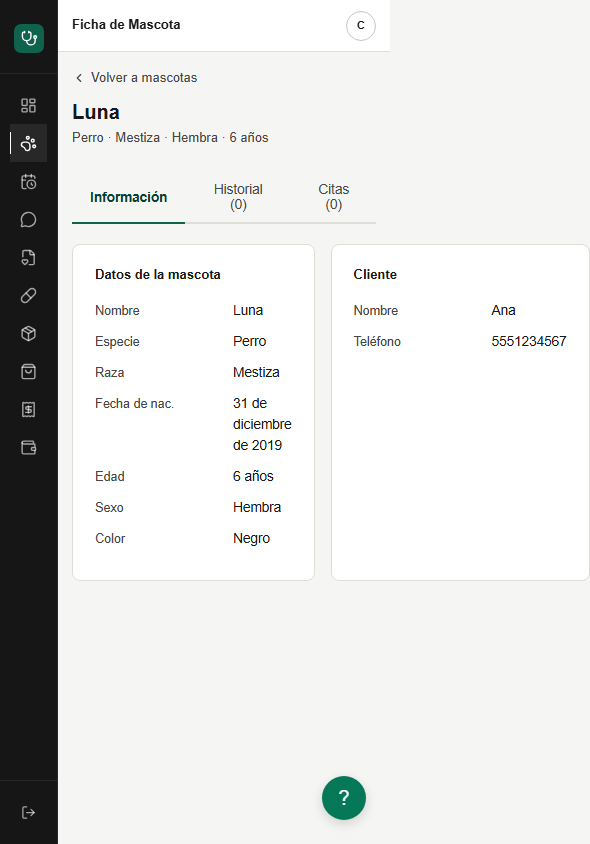 Ficha de Mascota
C
Volver a mascotas
Luna
Perro · Mestiza · Hembra · 6 años
Información
Historial
(0)
Citas
(0)
Datos de la mascota
Nombre Luna
Especie Perro
Raza Mestiza
Fecha de nac. 31 de
diciembre
de 2019
Edad 6 años
Sexo Hembra
Color Negro
Cliente
Nombre Ana
Teléfono 5551234567
?